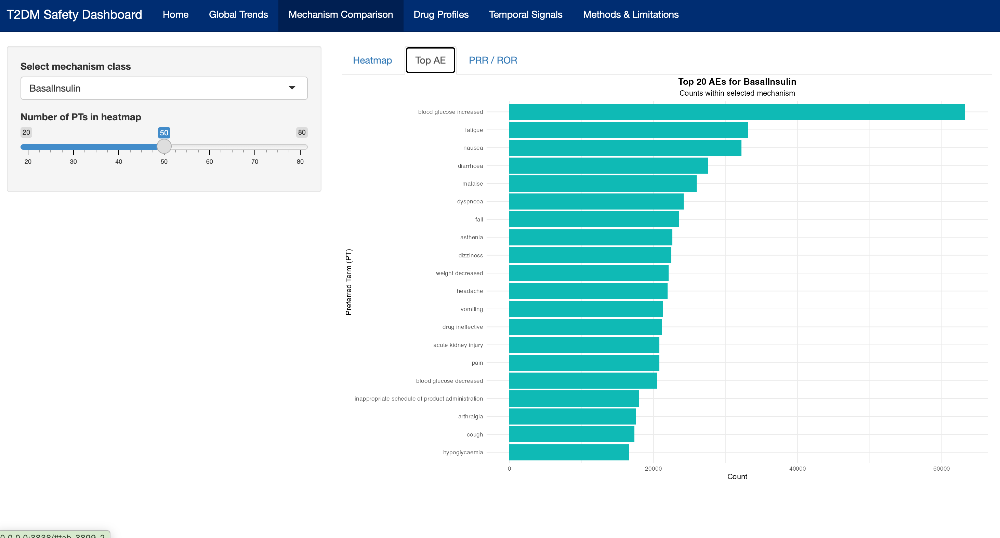 T2DM Safety Dashboard Home Global Trends Mechanism Comparison Drug Profiles Temporal Signals Methods & Limitations
Select mechanism class
BasalInsulin
Number of PTs in heatmap
20 50 80
20 30 40 50 60 70 80
Heatmap Top AE PRR / ROR
Top 20 AEs for BasalInsulin
Counts within selected mechanism
Preferred Term (PT)
blood glucose increased
fatigue
nausea
diarrhoea
malaise
dyspnoea
fall
asthenia
dizziness
weight decreased
headache
vomiting
drug ineffective
acute kidney injury
pain
blood glucose decreased
inappropriate schedule of product administration
arthralgia
cough
hypoglycaemia
0 20000 40000 60000
Count
0.0.0.0:3838/#tab-3899-2